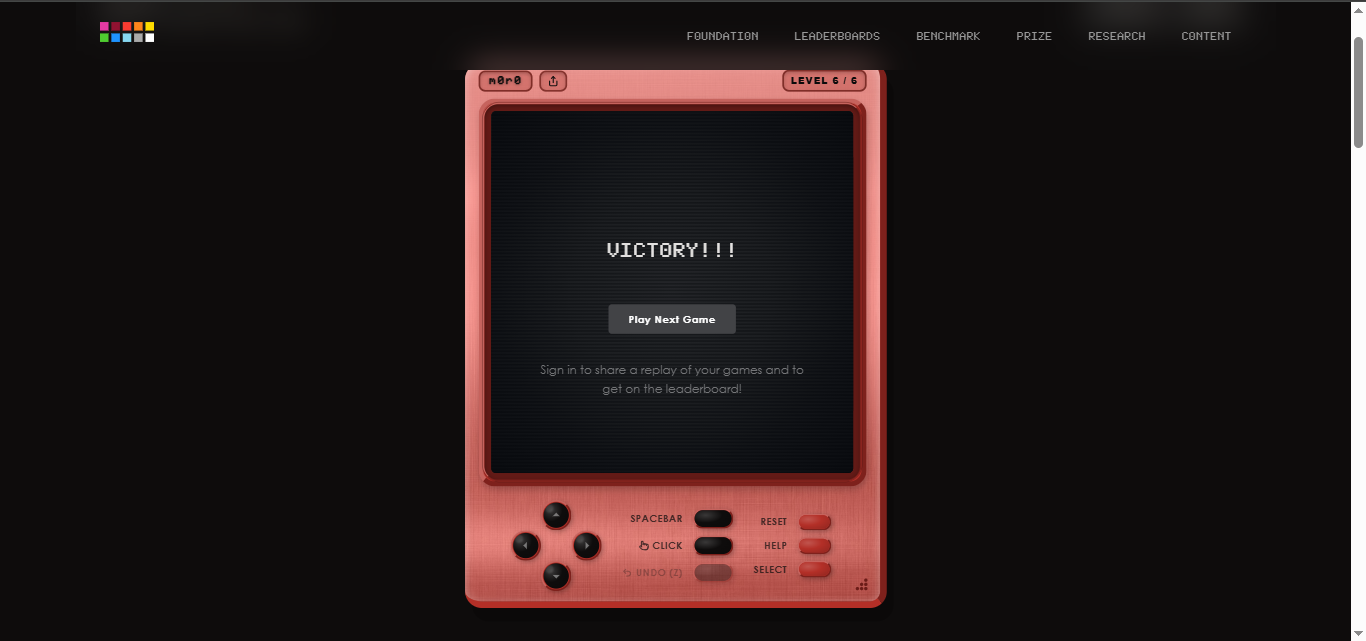 FOUNDATION LEADERBOARDS BENCHMARK PRIZE RESEARCH CONTENT
m0r0 LEVEL 6 / 6
VICTORY!!!
Play Next Game
Sign in to share a replay of your games and to
get on the leaderboard!
SPACEBAR RESET
CLICK HELP
UNDO (Z) SELECT